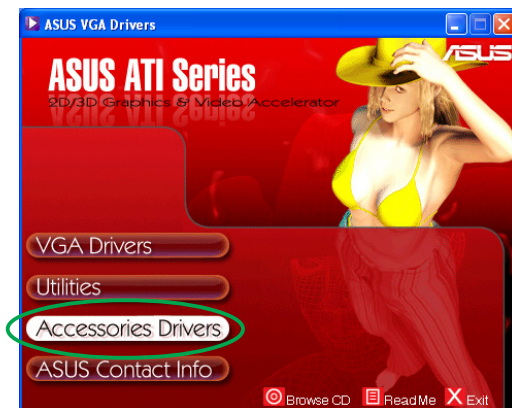 ASUS VGA Drivers
ASUS
ASUS ATI Series
2D/3D Graphics & Video Accelerator
VGA Drivers
Utilities
Accessories Drivers
ASUS Contact Info
Browse CD ReadMe Exit